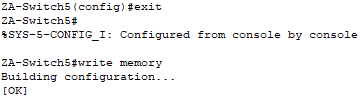 ZA-Switch5(config)#exit
ZA-Switch5#
%SYS-5-CONFIG_I: Configured from console by console
ZA-Switch5#write memory
Building configuration...
[OK]